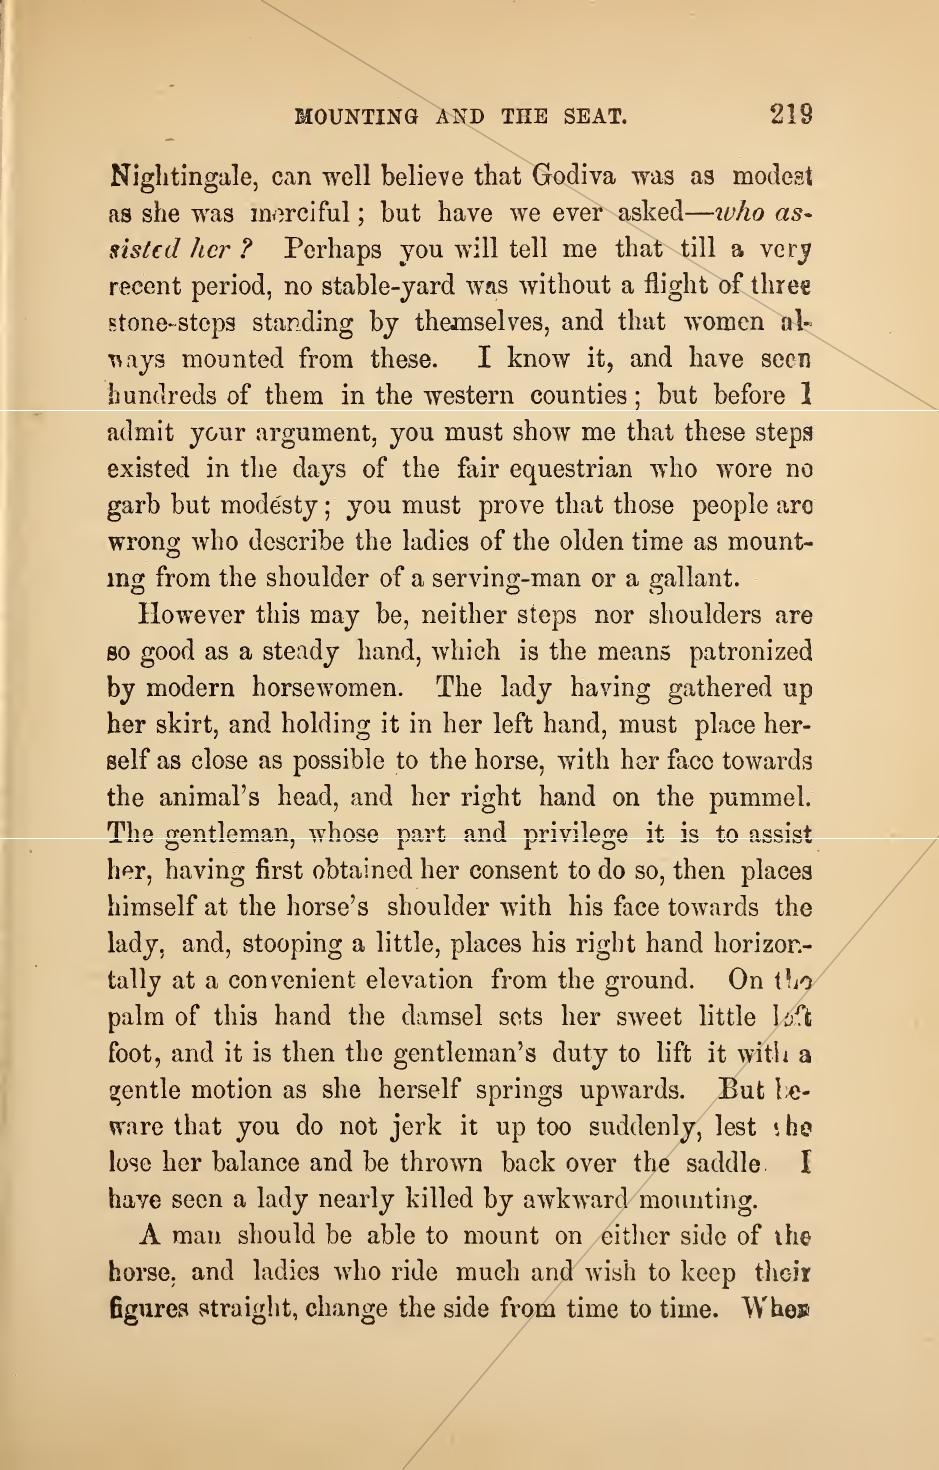 MOUNTING AND THE SEAT. 219
Nightingale, can well believe that Godiva was as modest
as she was merciful; but have we ever asked—who as-
sisted her? Perhaps you will tell me that till a very
recent period, no stable-yard was without a flight of three
stone-steps standing by themselves, and that women al-
ways mounted from these. I know it, and have seen
hundreds of them in the western counties; but before I
admit your argument, you must show me that these steps
existed in the days of the fair equestrian who wore no
garb but modesty; you must prove that those people are
wrong who describe the ladies of the olden time as mount-
ing from the shoulder of a serving-man or a gallant.
However this may be, neither steps nor shoulders are
so good as a steady hand, which is the means patronized
by modern horsewomen. The lady having gathered up
her skirt, and holding it in her left hand, must place her-
self as close as possible to the horse, with her face towards
the animal's head, and her right hand on the pummel.
The gentleman, whose part and privilege it is to assist
her, having first obtained her consent to do so, then places
himself at the horse's shoulder with his face towards the
lady, and, stooping a little, places his right hand horizon-
tally at a convenient elevation from the ground. On the
palm of this hand the damsel sets her sweet little left
foot, and it is then the gentleman's duty to lift it with a
gentle motion as she herself springs upwards. But be-
ware that you do not jerk it up too suddenly, lest she
lose her balance and be thrown back over the saddle. I
have seen a lady nearly killed by awkward mounting.
A man should be able to mount on either side of the
horse, and ladies who ride much and wish to keep their
figures straight, change the side from time to time. When